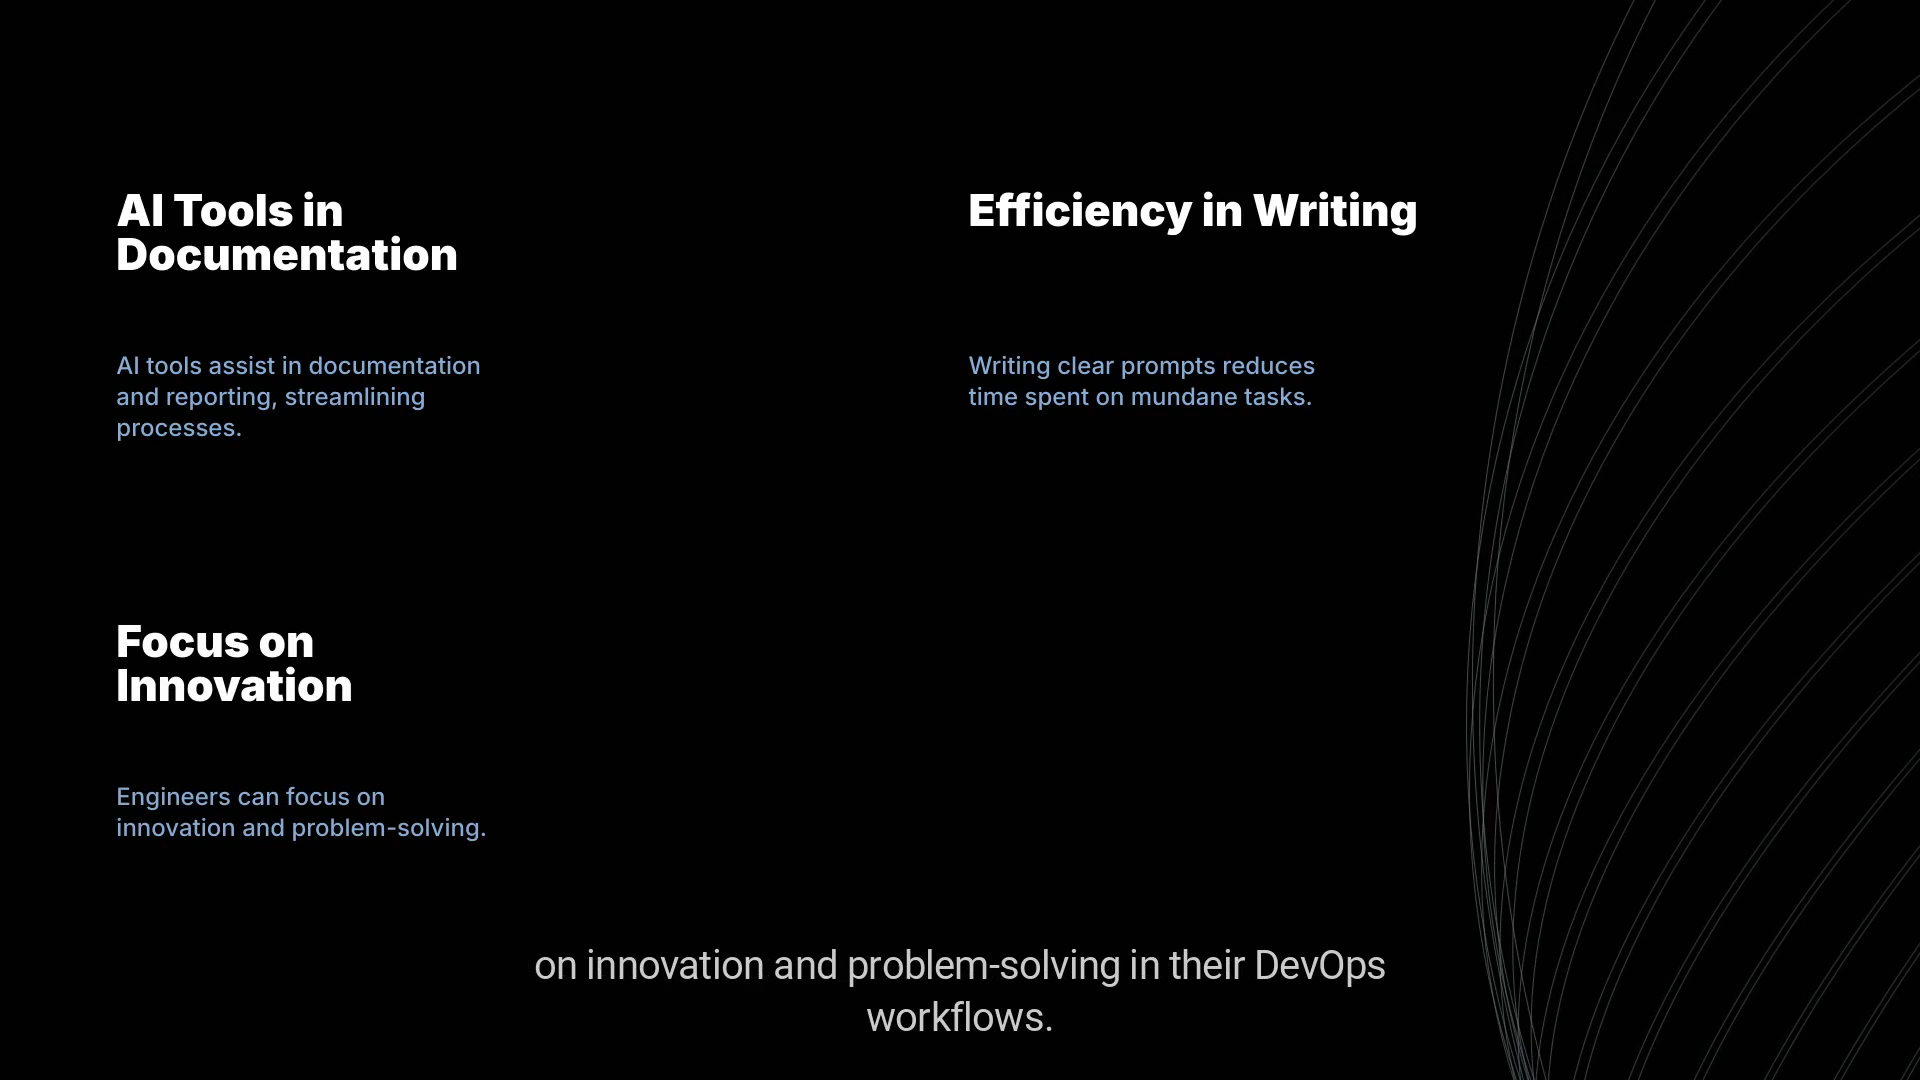 AI Tools in
Documentation
AI tools assist in documentation
and reporting, streamlining
processes.
Efficiency in Writing
Writing clear prompts reduces
time spent on mundane tasks.
Focus on
Innovation
Engineers can focus on
innovation and problem-solving.
on innovation and problem-solving in their DevOps
workflows.